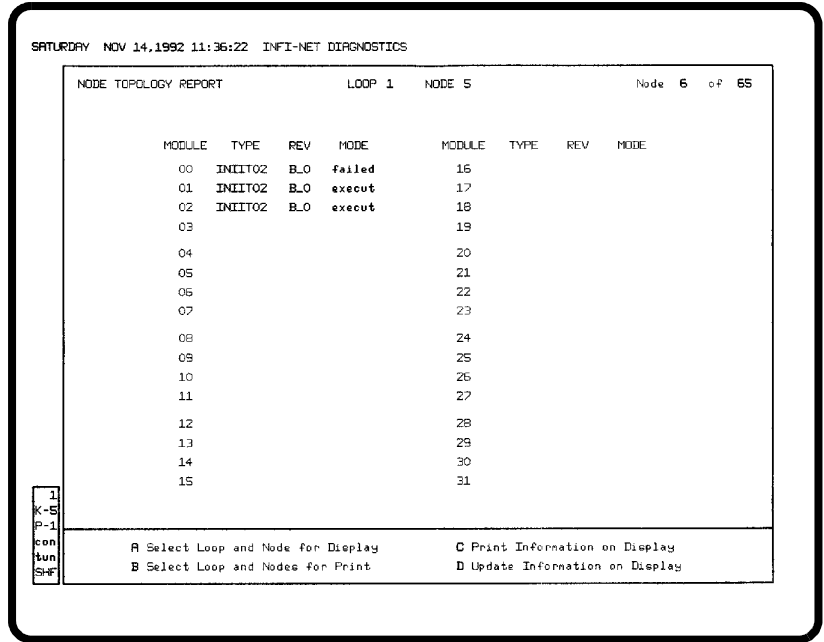 SATURDAY NOV 14,1992 11:36:22 INFI-NET DIAGNOSTICS
NODE TOPOLOGY REPORT LOOP 1 NODE 5 Node 6 of 65
MODULE TYPE REV MODE MODULE TYPE REV MODE
00 INIIT02 B_0 failed 16
01 INIIT02 B_0 execut 17
02 INIIT02 B_0 execut 18
03 19
04 20
05 21
06 22
07 23
08 24
09 25
10 26
11 27
12 28
13 29
14 30
15 31
1
K-5
P-1
con
tun
SHF
A Select Loop and Node for Display C Print Information on Display
B Select Loop and Nodes for Print D Update Information on Display